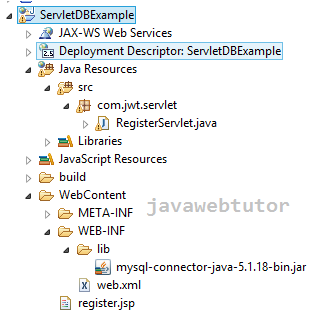 ServletDBExample
JAX-WS Web Services
Deployment Descriptor: ServletDBExample
Java Resources
src
com.jwt.servlet
RegisterServlet.java
Libraries
JavaScript Resources
build
WebContent
META-INF
javawebtutor
WEB-INF
lib
mysql-connector-java-5.1.18-bin.jar
web.xml
register.jsp